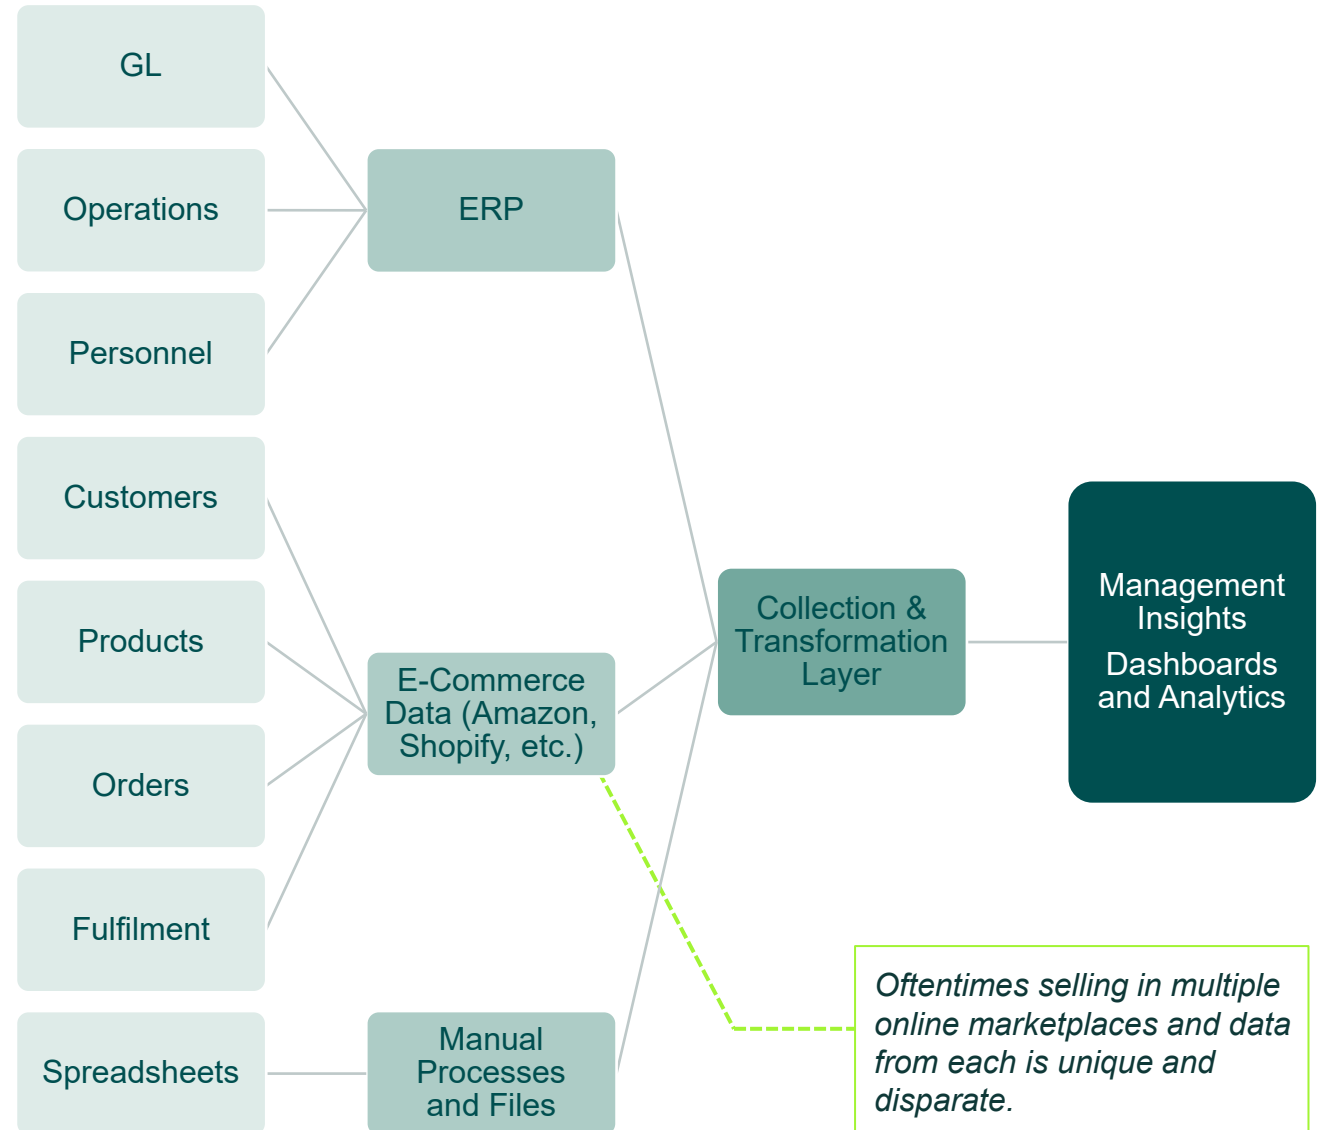 GL
Operations
Personnel
Customers
Products
Orders
Fulfilment
Spreadsheets
ERP
E-Commerce
Data (Amazon,
Shopify, etc.)
Manual
Processes
and Files
Collection &
Transformation
Layer
Management
Insights
Dashboards
and Analytics
Oftentimes selling in multiple
online marketplaces and data
from each is unique and
disparate.